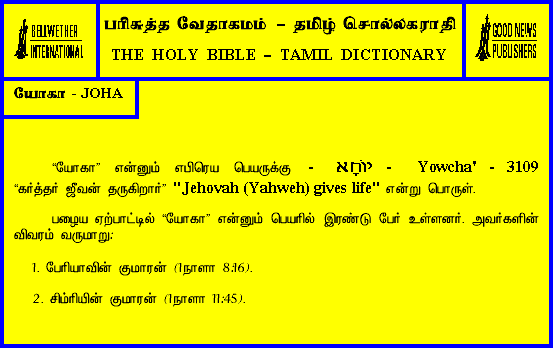 BELLWETHER
INTERNATIONAL
பரிசுத்த வேதாகமம் – தமிழ் சொல்லகராதி
THE HOLY BIBLE – TAMIL DICTIONARY
GOOD NEWS
PUBLISHERS
யோகா - JOHA
“யோகா” என்னும் எபிரெய பெயருக்கு - יֹוחָא - Yowcha' - 3109
“கர்த்தர் ஜீவன் தருகிறார்” "Jehovah (Yahweh) gives life" என்று பொருள்.
பழைய ஏற்பாட்டில் “யோகா” என்னும் பெயரில் இரண்டு பேர் உள்ளனர். அவர்களின்
விவரம் வருமாறு:
1. பேரியாவின் குமாரன் (1நாளா 8:16).
2. சிம்ரியின் குமாரன் (1நாளா 11:45).